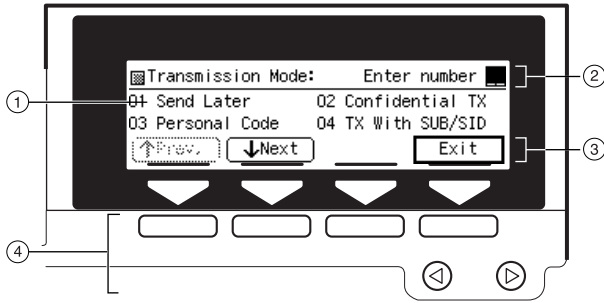 Transmission Mode: Enter number
01 Send Later 02 Confidential TX
03 Personal Code 04 TX With SUB/SID
↑Prev. ↓Next Exit
1
2
3
4